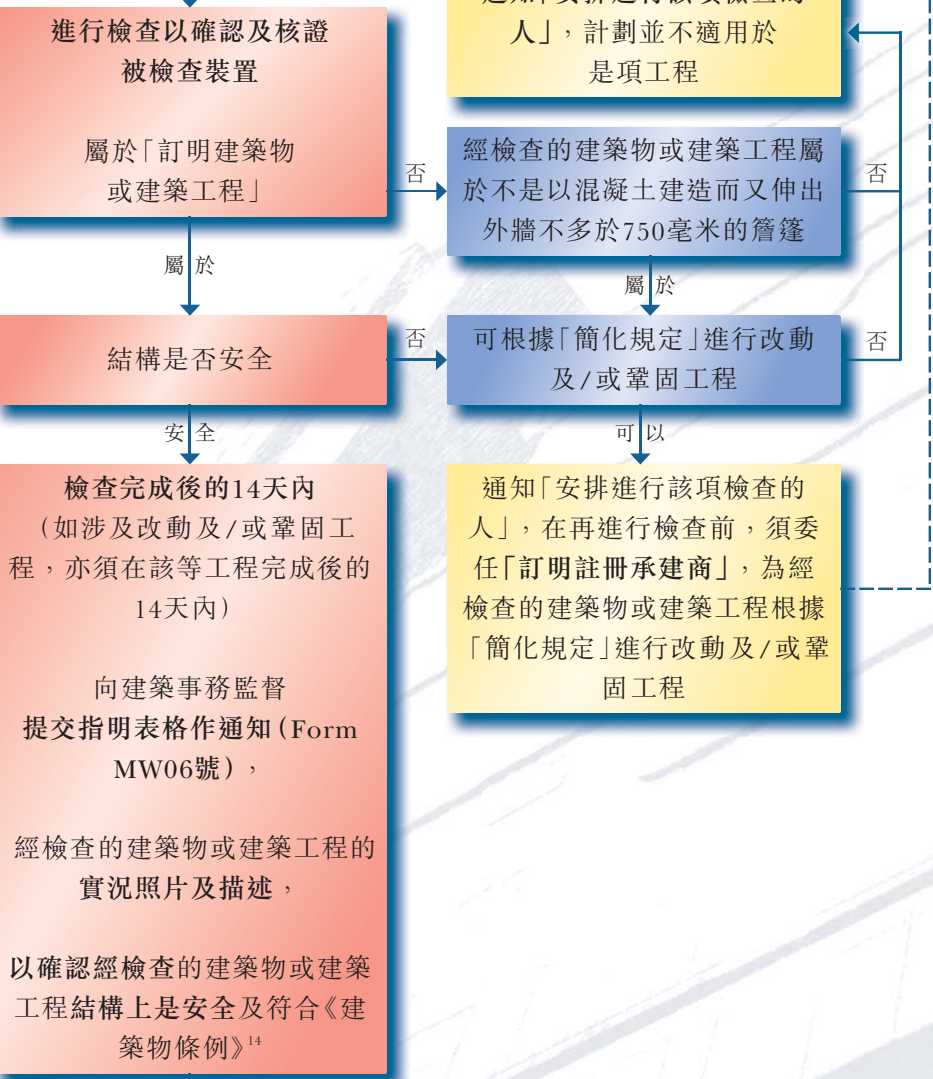 進行檢查以確認及核證
被檢查裝置
屬於「訂明建築物
或建築工程」
否
屬於
人」，計劃並不適用於
是項工程
經檢查的建築物或建築工程屬
於不是以混凝土建造而又伸出
外牆不多於750毫米的簷篷
否
屬於
結構是否安全
否
安全
可根據「簡化規定」進行改動
及/或鞏固工程
否
可以
檢查完成後的14天內
（如涉及改動及/或鞏固工
程，亦須在該等工程完成後的
14天內）
向建築事務監督
提交指明表格作通知（Form
MW06號），
經檢查的建築物或建築工程的
實況照片及描述，
以確認經檢查的建築物或建築
工程結構上是安全及符合《建
築物條例》14
通知「安排進行該項檢查的
人」，在再進行檢查前，須委
任「訂明註冊承建商」，為經
檢查的建築物或建築工程根據
「簡化規定」進行改動及/或鞏
固工程